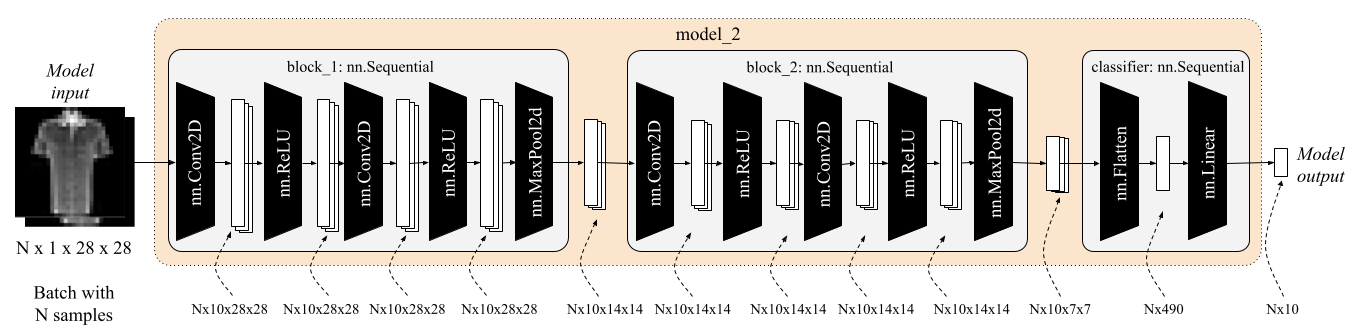 model_2
Model
input
N x 1 x 28 x 28
Batch with
N samples
block_1: nn.Sequential
nn.Conv2D
nn.ReLU
nn.Conv2D
nn.ReLU
nn.MaxPool2d
block_2: nn.Sequential
nn.Conv2D
nn.ReLU
nn.Conv2D
nn.ReLU
nn.MaxPool2d
classifier: nn.Sequential
nn.Flatten
nn.Linear
Model
output
Nx10x28x28
Nx10x28x28
Nx10x28x28
Nx10x28x28
Nx10x14x14
Nx10x14x14
Nx10x14x14
Nx10x14x14
Nx10x14x14
Nx10x7x7
Nx490
Nx10